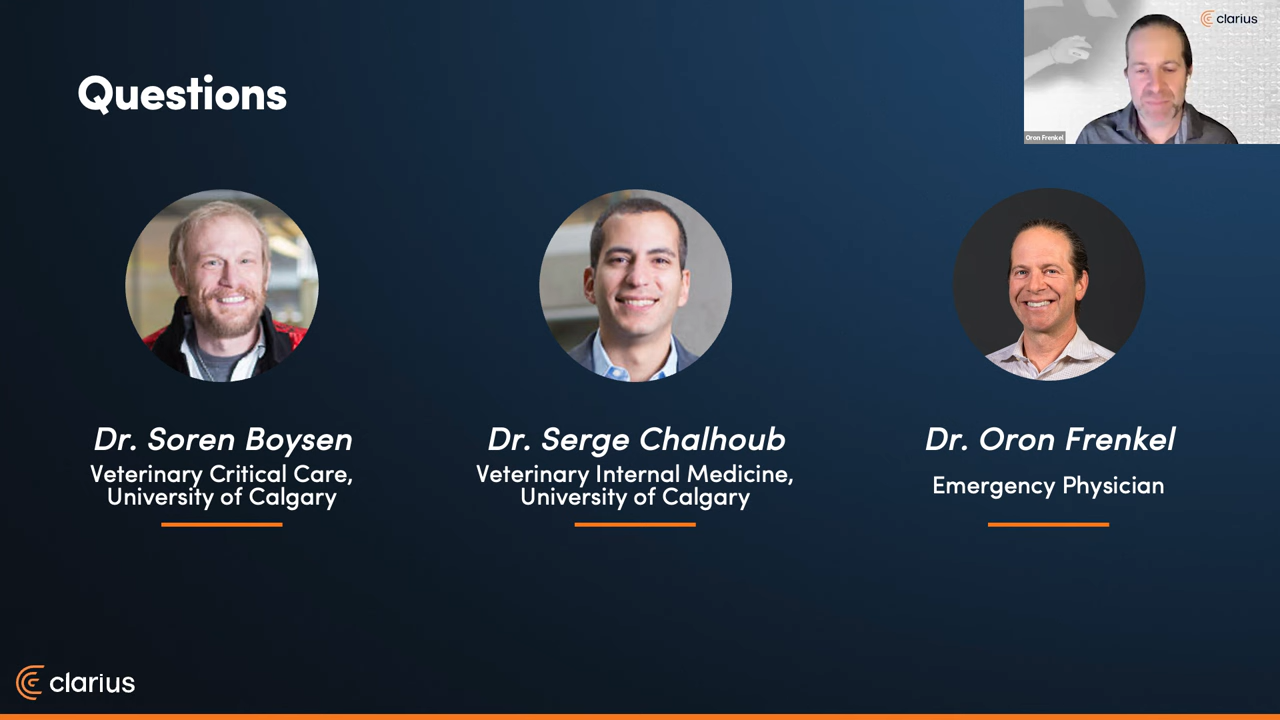 clarius
Oron Frenkel
Questions
Dr. Soren Boysen
Veterinary Critical Care,
University of Calgary
Dr. Serge Chalhoub
Veterinary Internal Medicine,
University of Calgary
Dr. Oron Frenkel
Emergency Physician
clarius